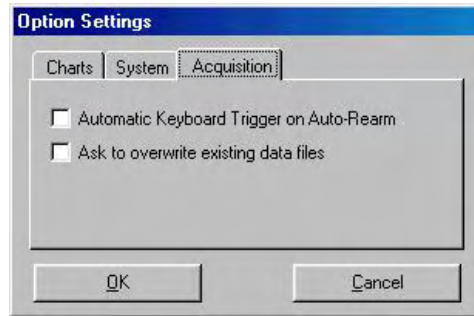 Option Settings
Charts System Acquisition
Automatic Keyboard Trigger on Auto-Rearm
Ask to overwrite existing data files
OK Cancel